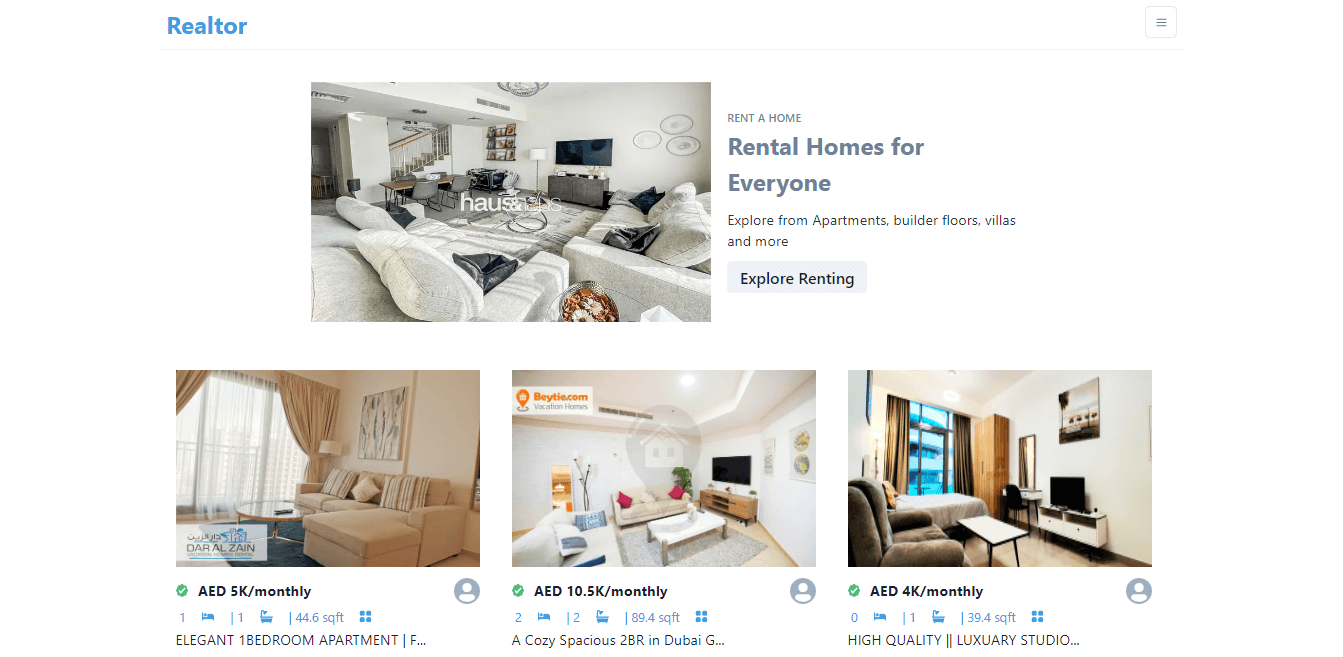 Realtor
haus&haus
RENT A HOME
Rental Homes for
Everyone
Explore from Apartments, builder floors, villas
and more
Explore Renting
دار الزين
DAR AL ZAIN
VACATION HOMES RENTAL
AED 5K/monthly
1 | 1 | 44.6 sqft
ELEGANT 1BEDROOM APARTMENT | F...
Beytie.com
Vacation Homes
AED 10.5K/monthly
2 | 2 | 89.4 sqft
A Cozy Spacious 2BR in Dubai G...
AED 4K/monthly
0 | 1 | 39.4 sqft
HIGH QUALITY || LUXUARY STUDIO...